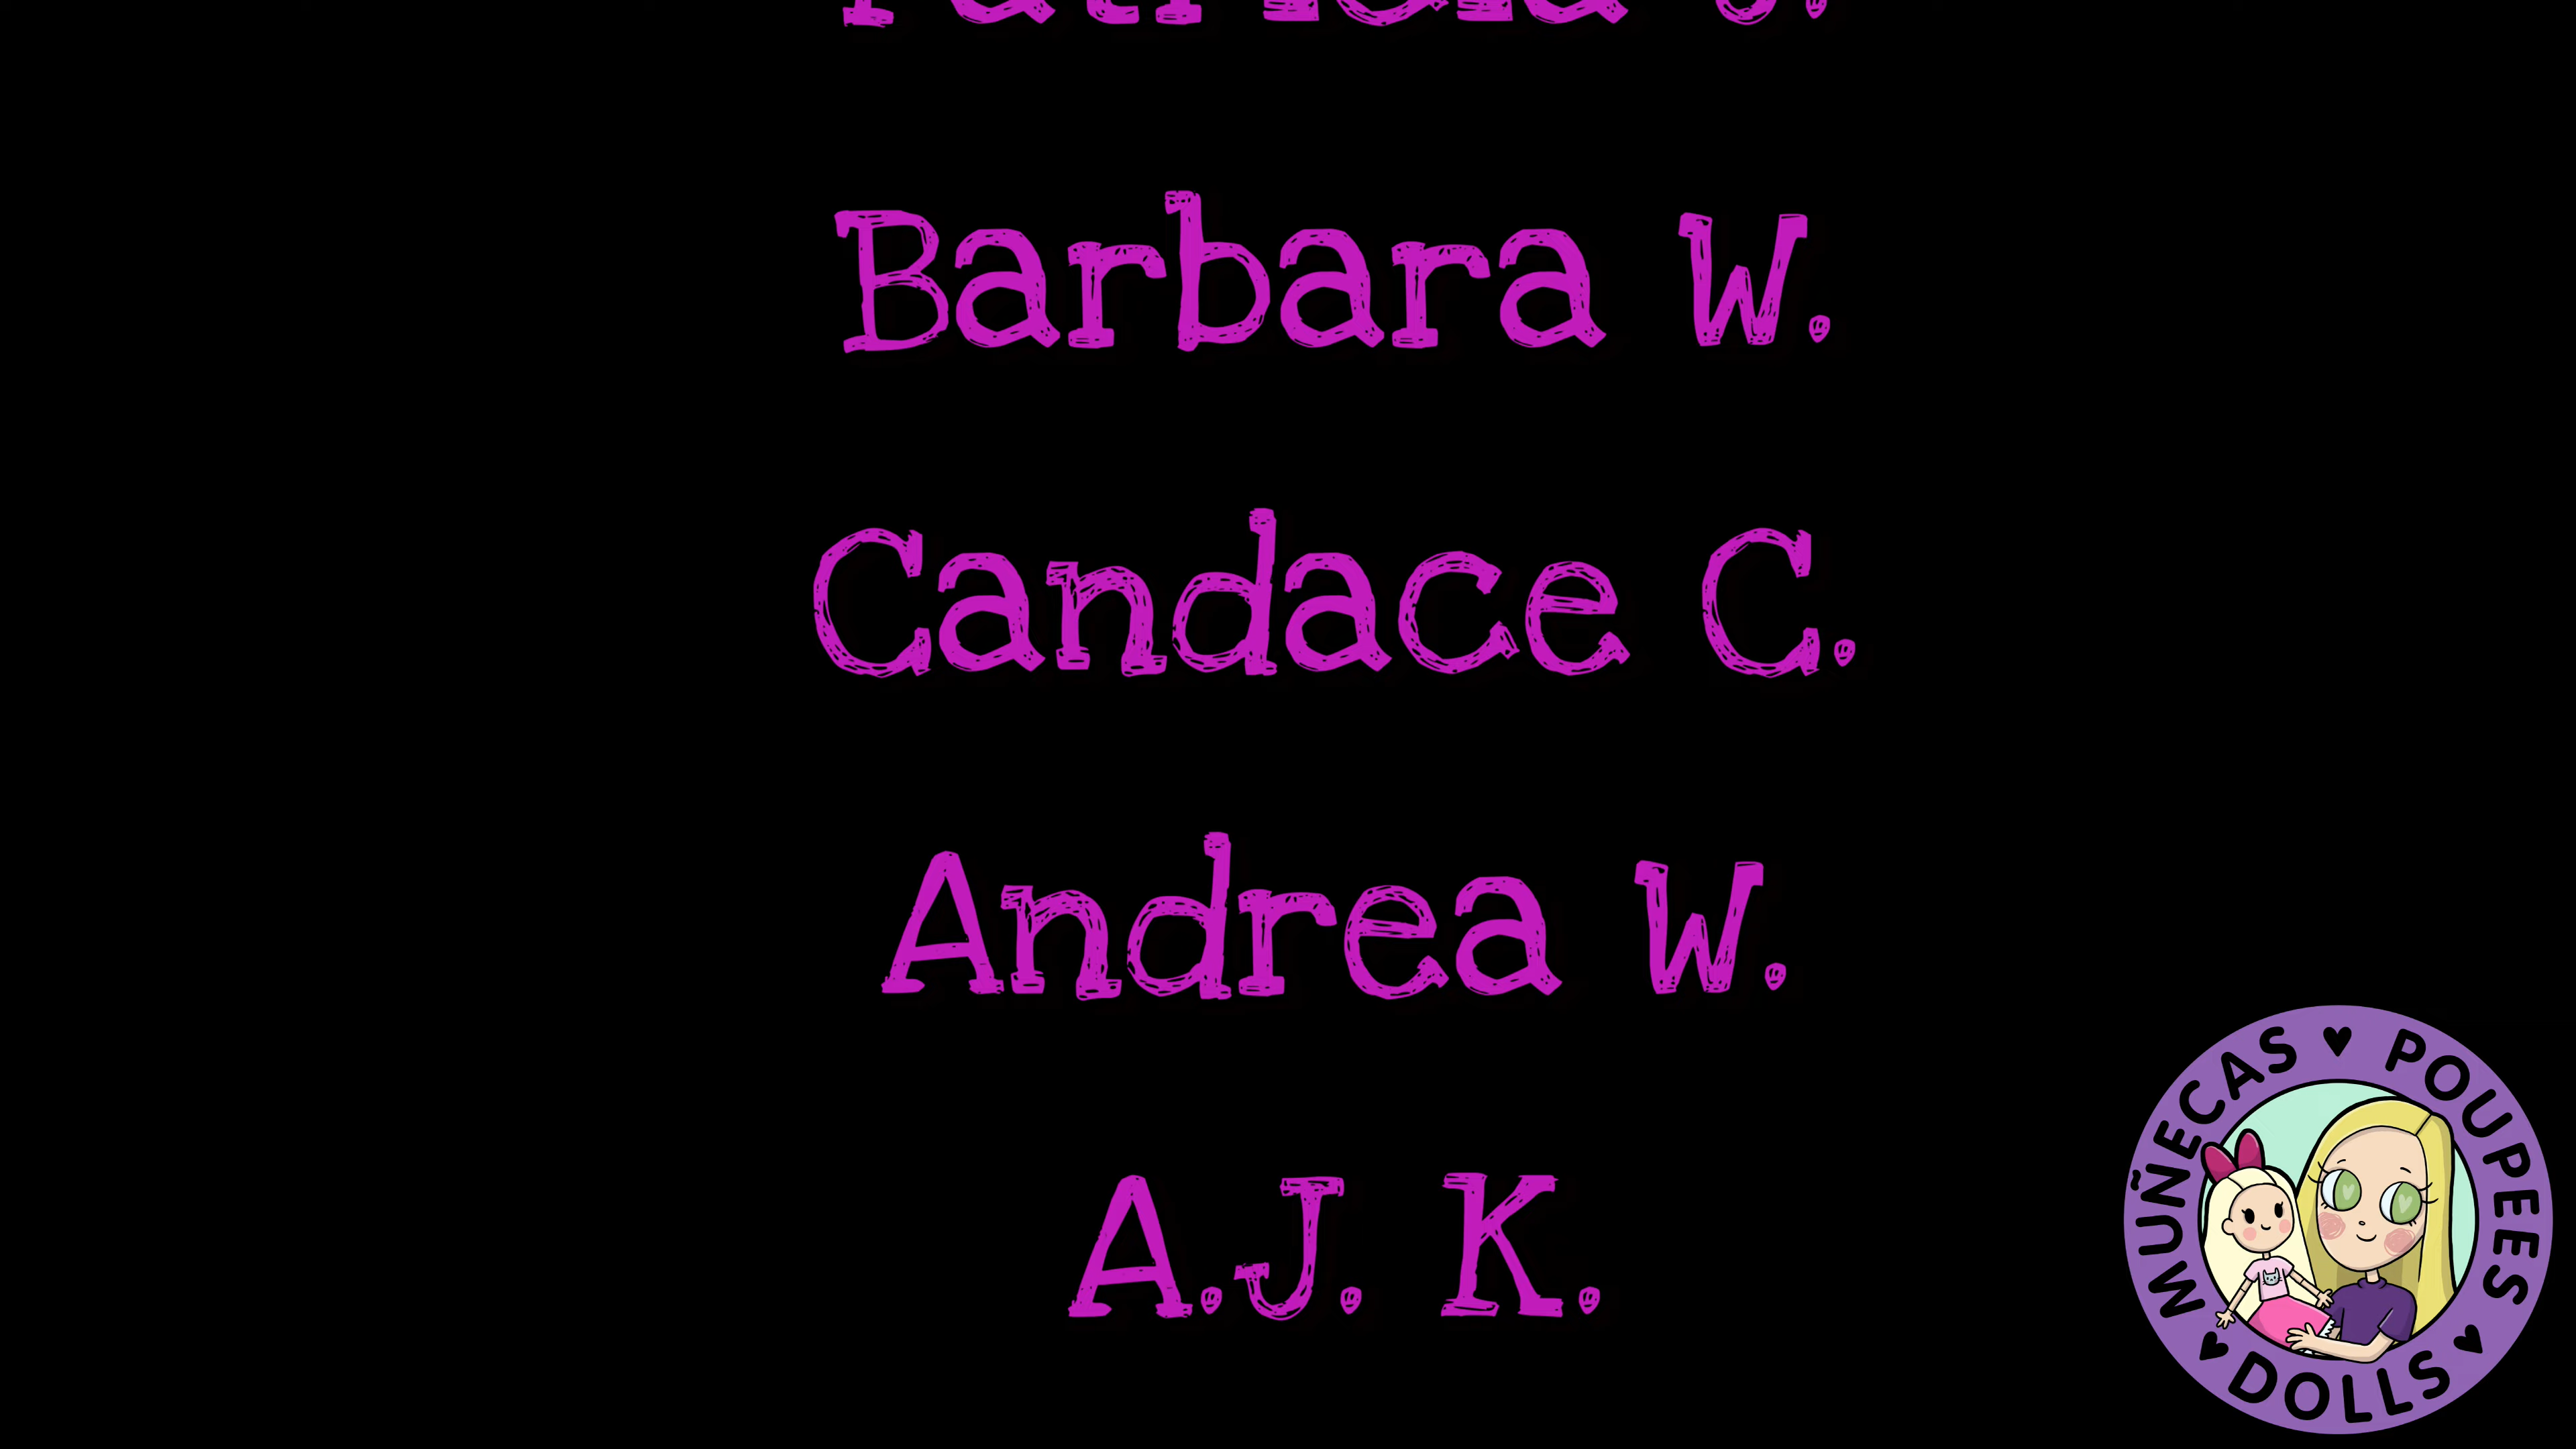 Barbara W.
Candace C.
Andrea W.
A.J. K.
MUÑECAS ♥ POUPEES ♥ DOLLS ♥